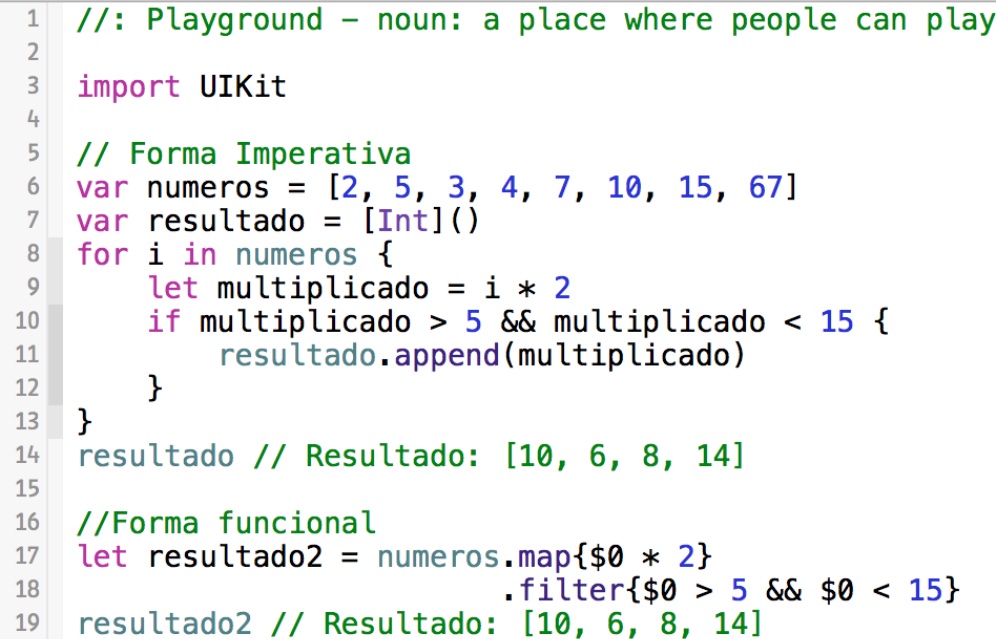 1 //: Playground – noun: a place where people can play
2
3 import UIKit
4
5 // Forma Imperativa
6 var numeros = [2, 5, 3, 4, 7, 10, 15, 67]
7 var resultado = [Int]()
8 for i in numeros {
9     let multiplicado = i * 2
10     if multiplicado > 5 && multiplicado < 15 {
11         resultado.append(multiplicado)
12     }
13 }
14 resultado // Resultado: [10, 6, 8, 14]
15
16 //Forma funcional
17 let resultado2 = numeros.map{$0 * 2}
18                         .filter{$0 > 5 && $0 < 15}
19 resultado2 // Resultado: [10, 6, 8, 14]